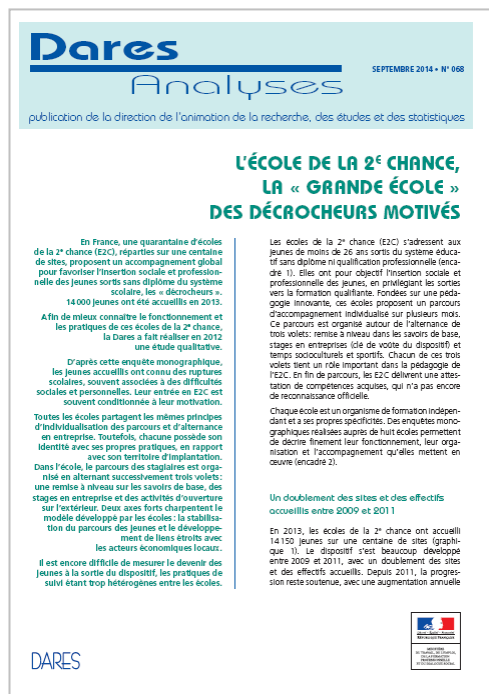 Dares
Analyses
SEPTEMBRE 2014 • N° 068
publication de la direction de l'animation de la recherche, des études et des statistiques
L'ÉCOLE DE LA 2E CHANCE,
LA « GRANDE ÉCOLE »
DES DÉCROCHEURS MOTIVÉS
En France, une quarantaine d'écoles
de la 2e chance (E2C), réparties sur une centaine
de sites, proposent un accompagnement global
pour favoriser l'insertion sociale et profession-
nelle des jeunes sortis sans diplôme du système
scolaire, les « décrocheurs ».
14 000 jeunes ont été accueillis en 2013.
Afin de mieux connaître le fonctionnement et
les pratiques de ces écoles de la 2e chance,
la Dares a fait réaliser en 2012
une étude qualitative.
D'après cette enquête monographique,
les jeunes accueillis ont connu des ruptures
scolaires, souvent associées à des difficultés
sociales et personnelles. Leur entrée en E2C est
souvent conditionnée à leur motivation.
Toutes les écoles partagent les mêmes principes
d'individualisation des parcours et d'alternance
en entreprise. Toutefois, chacune possède son
identité avec ses propres pratiques, en rapport
avec son territoire d'implantation.
Dans l'école, le parcours des stagiaires est orga-
nisé en alternant successivement trois volets :
une remise à niveau sur les savoirs de base, des
stages en entreprise et des activités d'ouverture
sur l'extérieur. Deux axes forts charpentent le
modèle développé par les écoles : la stabilisa-
tion du parcours des jeunes et le développe-
ment de liens étroits avec
les acteurs économiques locaux.
Il est encore difficile de mesurer le devenir des
jeunes à la sortie du dispositif, les pratiques de
suivi étant trop hétérogènes entre les écoles.
Les écoles de la 2e chance (E2C) s'adressent aux
jeunes de moins de 26 ans sortis du système éduca-
tif sans diplôme ni qualification professionnelle (enca-
dré 1). Elles ont pour objectif l'insertion sociale et
professionnelle des jeunes, en privilégiant les sorties
vers la formation qualifiante. Fondées sur une péda-
gogie innovante, ces écoles proposent un parcours
d'accompagnement individualisé sur plusieurs mois.
Ce parcours est organisé autour de l'alternance de
trois volets: remise à niveau dans les savoirs de base,
stages en entreprises (clé de voûte du dispositif) et
temps socioculturels et sportifs. Chacun de ces trois
volets tient un rôle important dans la pédagogie de
l'E2C. En fin de parcours, les E2C délivrent une attes-
tation de compétences acquises, qui n'a pas encore
de reconnaissance officielle.
Chaque école est un organisme de formation indépen-
dant et a ses propres spécificités. Des enquêtes mono-
graphiques réalisées auprès de huit écoles permettent
de décrire finement leur fonctionnement, leur orga-
nisation et l'accompagnement qu'elles mettent en
œuvre (encadré 2).
Un doublement des sites et des effectifs
accueillis entre 2009 et 2011
En 2013, les écoles de la 2e chance ont accueilli
14 150 jeunes sur une centaine de sites (graphi-
que 1). Le dispositif s'est beaucoup développé
entre 2009 et 2011, avec un doublement des sites
et des effectifs accueillis. Depuis 2011, la progres-
sion reste soutenue, avec une augmentation annuelle
DARES
Liberté • Égalité • Fraternité
RÉPUBLIQUE FRANÇAISE
MINISTÈRE
DU TRAVAIL, DE L'EMPLOI,
DE LA FORMATION
PROFESSIONNELLE
ET DU DIALOGUE SOCIAL